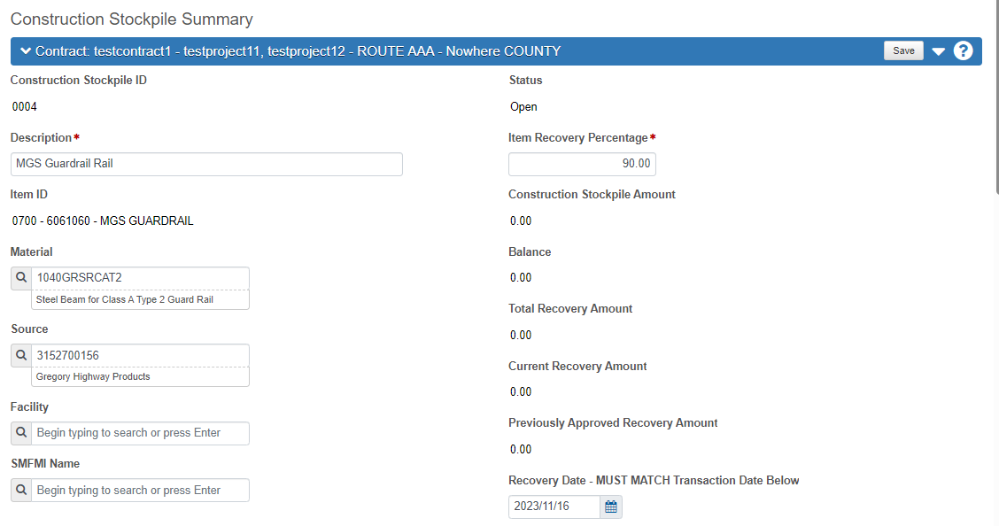 Construction Stockpile Summary
Contract: testcontract1 - testproject11, testproject12 - ROUTE AAA - Nowhere COUNTY
Save
?
Construction Stockpile ID
0004
Description*
MGS Guardrail Rail
Item ID
0700 - 6061060 - MGS GUARDRAIL
Material
1040GRSRCAT2
Steel Beam for Class A Type 2 Guard Rail
Source
3152700156
Gregory Highway Products
Facility
Begin typing to search or press Enter
SMFMI Name
Begin typing to search or press Enter
Status
Open
Item Recovery Percentage*
90.00
Construction Stockpile Amount
0.00
Balance
0.00
Total Recovery Amount
0.00
Current Recovery Amount
0.00
Previously Approved Recovery Amount
0.00
Recovery Date - MUST MATCH Transaction Date Below
2023/11/16